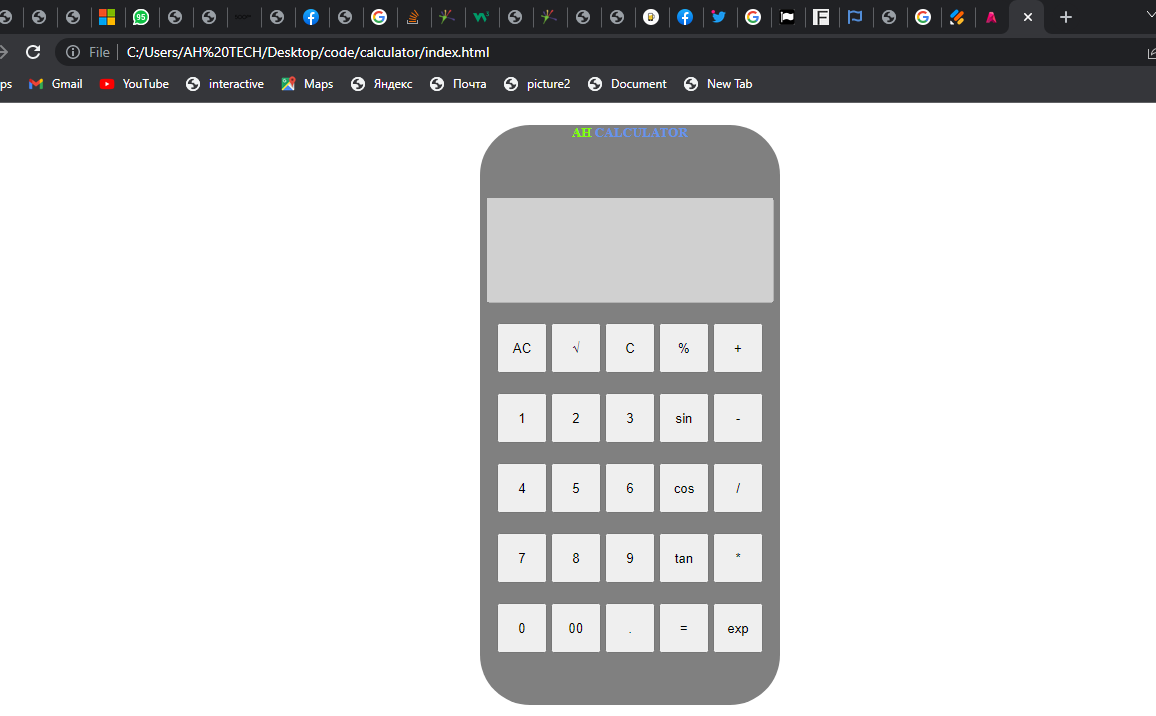 95
File C:/Users/AH%20TECH/Desktop/code/calculator/index.html
ps Gmail YouTube interactive Maps Яндекс Почта picture2 Document New Tab
AH CALCULATOR
AC √ C % +
1 2 3 sin -
4 5 6 cos /
7 8 9 tan *
0 00 . = exp